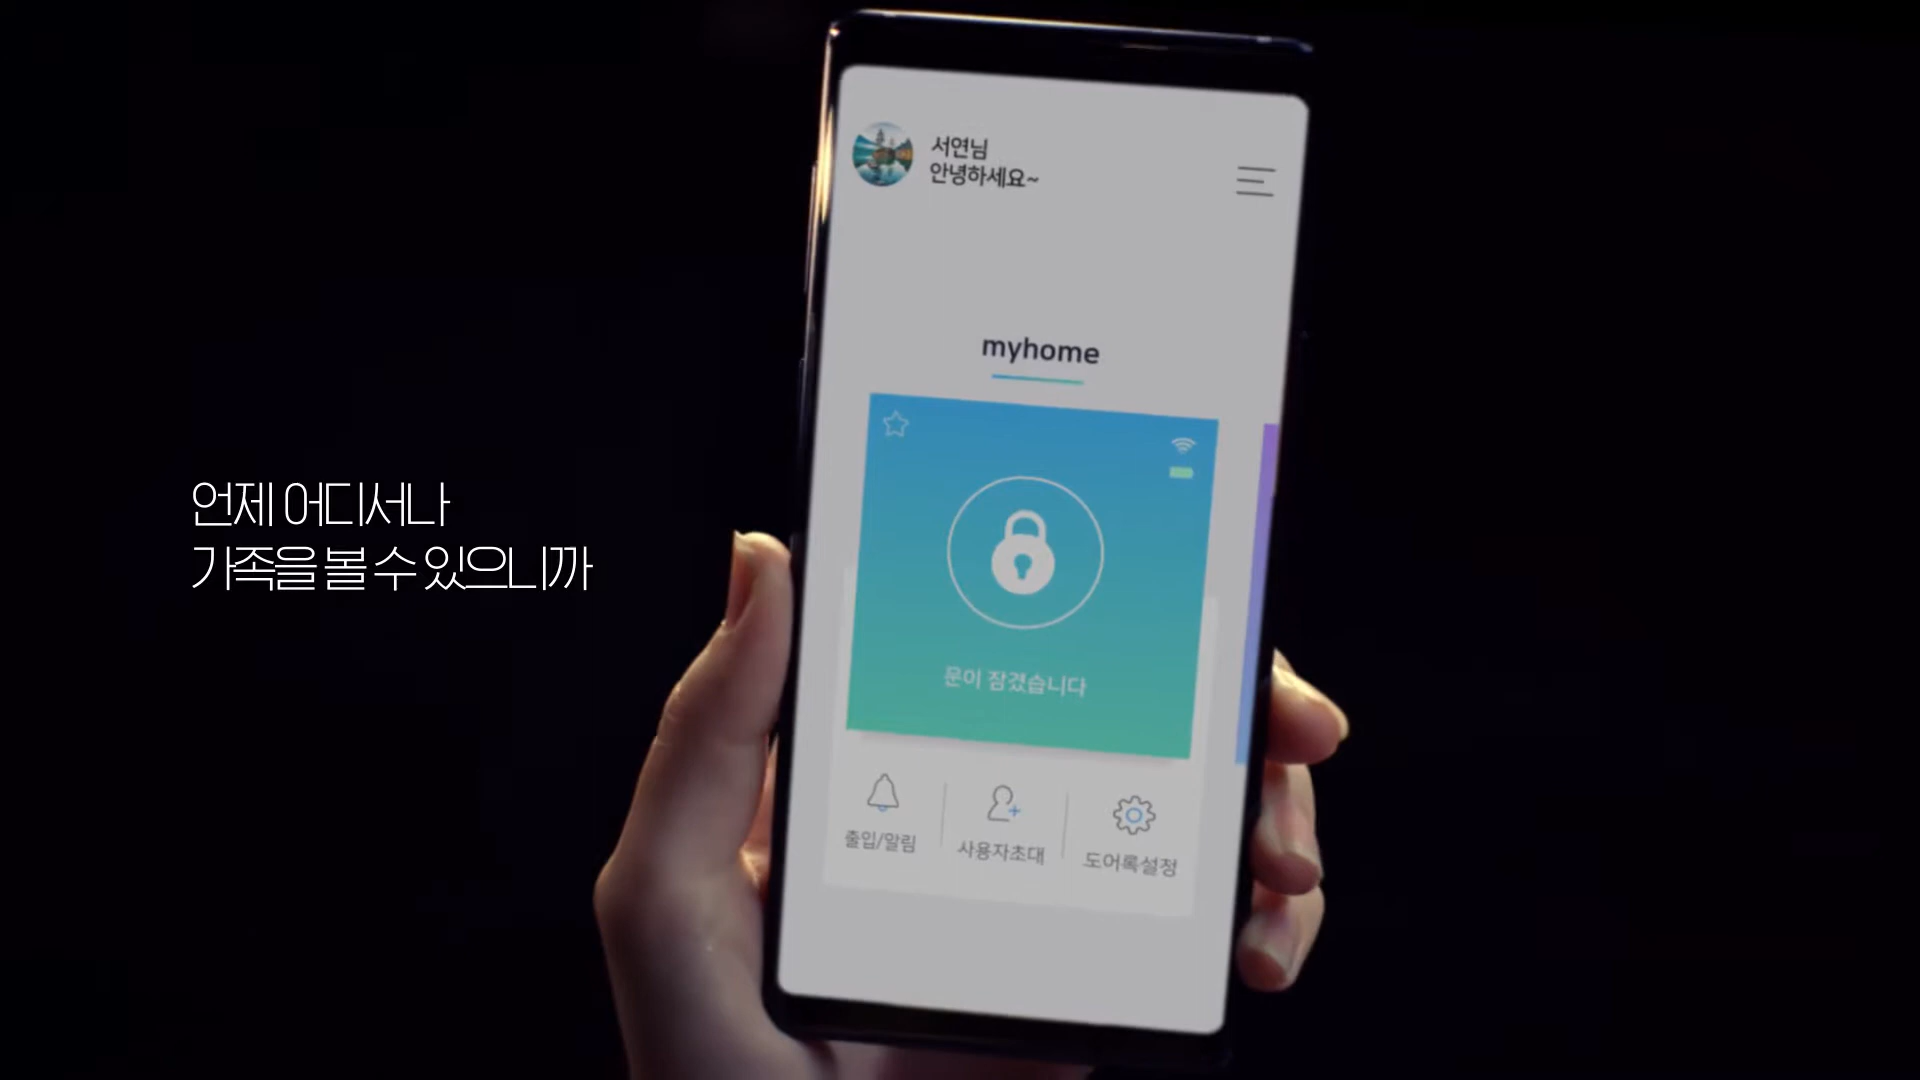 서연님
안녕하세요~
myhome
언제 어디서나
가족을 볼 수 있으니까
문이 잠겼습니다
출입/알림
사용자초대
도어록설정